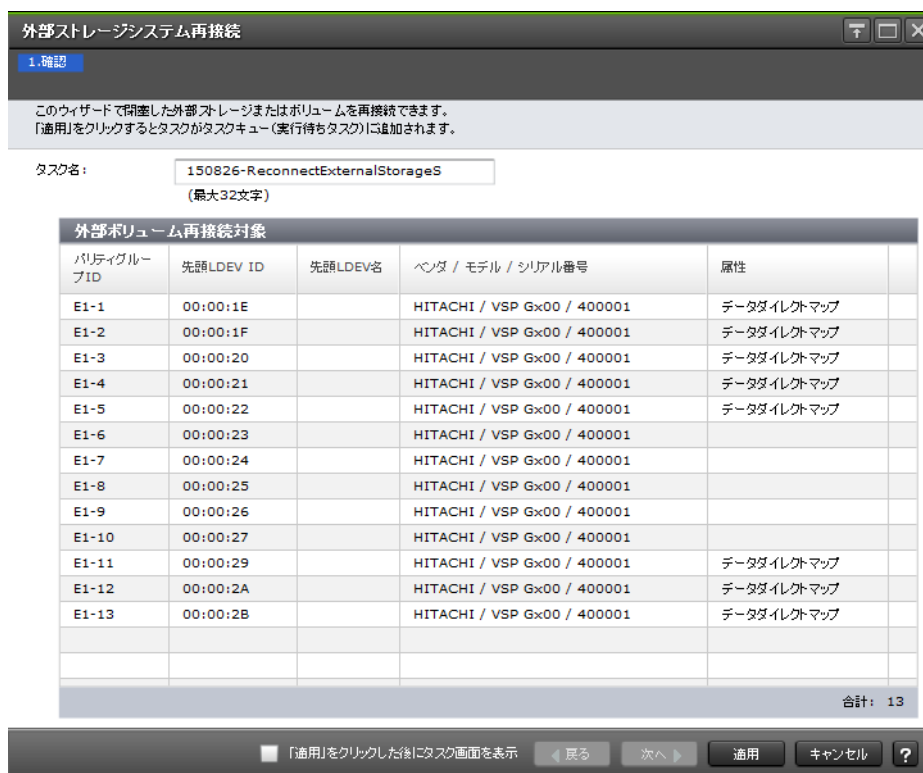 外部ストレージシステム再接続
1.確認
このウィザードで閉塞した外部ストレージまたはボリュームを再接続できます。
「適用」をクリックするとタスクがタスクキュー(実行待ちタスク)に追加されます。
タスク名: 150826-ReconnectExternalStorageS
(最大32文字)
外部ボリューム再接続対象
パリティグルー
プID 先頭LDEV ID 先頭LDEV名 ベンダ / モデル / シリアル番号 属性
E1-1 00:00:1E HITACHI / VSP Gx00 / 400001 データダイレクトマップ
E1-2 00:00:1F HITACHI / VSP Gx00 / 400001 データダイレクトマップ
E1-3 00:00:20 HITACHI / VSP Gx00 / 400001 データダイレクトマップ
E1-4 00:00:21 HITACHI / VSP Gx00 / 400001 データダイレクトマップ
E1-5 00:00:22 HITACHI / VSP Gx00 / 400001 データダイレクトマップ
E1-6 00:00:23 HITACHI / VSP Gx00 / 400001
E1-7 00:00:24 HITACHI / VSP Gx00 / 400001
E1-8 00:00:25 HITACHI / VSP Gx00 / 400001
E1-9 00:00:26 HITACHI / VSP Gx00 / 400001
E1-10 00:00:27 HITACHI / VSP Gx00 / 400001
E1-11 00:00:29 HITACHI / VSP Gx00 / 400001 データダイレクトマップ
E1-12 00:00:2A HITACHI / VSP Gx00 / 400001 データダイレクトマップ
E1-13 00:00:2B HITACHI / VSP Gx00 / 400001 データダイレクトマップ
合計: 13
「適用」をクリックした後にタスク画面を表示 戻る 次へ 適用 キャンセル ?